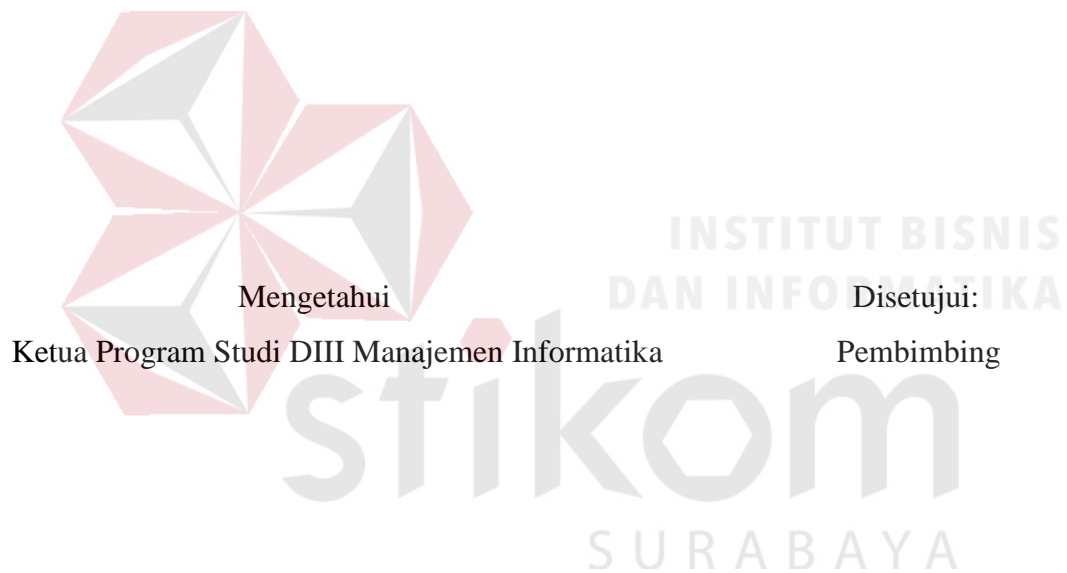 INSTITUT BISNIS
DAN INFORMATIKA
Mengetahui
Disetujui:
Ketua Program Studi DIII Manajemen Informatika
Pembimbing
stikom
SURABAYA